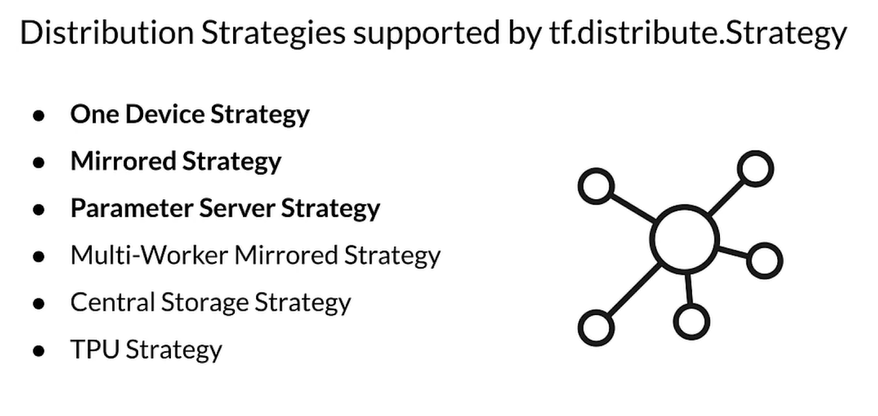 Distribution Strategies supported by tf.distribute.Strategy
● One Device Strategy
● Mirrored Strategy
● Parameter Server Strategy
● Multi-Worker Mirrored Strategy
● Central Storage Strategy
● TPU Strategy